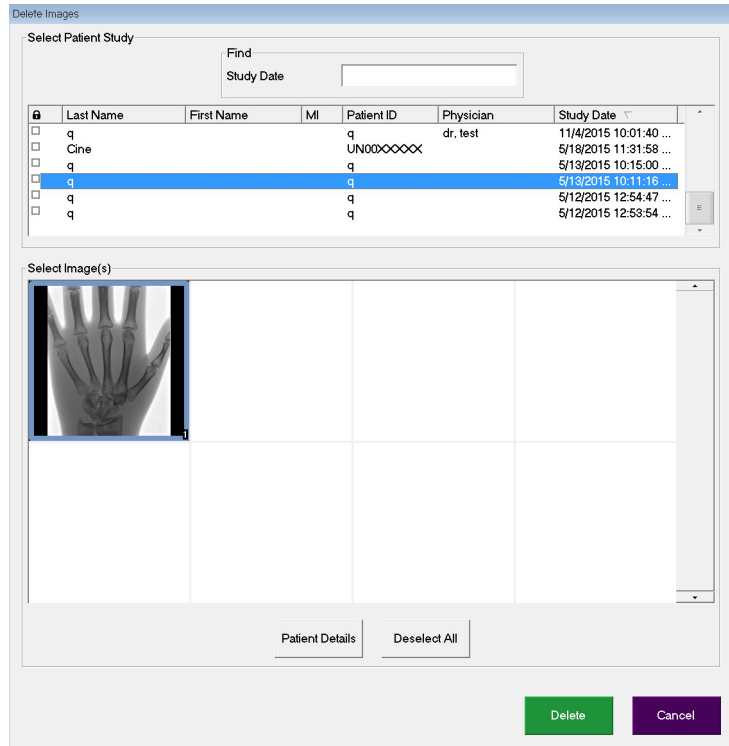 Delete Images
Select Patient Study
Find
Study Date
Last Name First Name MI Patient ID Physician Study Date
q q dr, test 11/4/2015 10:01:40 ...
Cine UN00XXXXX 5/18/2015 11:31:58 ...
q q 5/13/2015 10:15:00 ...
q q 5/13/2015 10:11:16 ...
q q 5/12/2015 12:54:47 ...
q q 5/12/2015 12:53:54 ...
Select Image(s)
1
Patient Details Deselect All
Delete Cancel